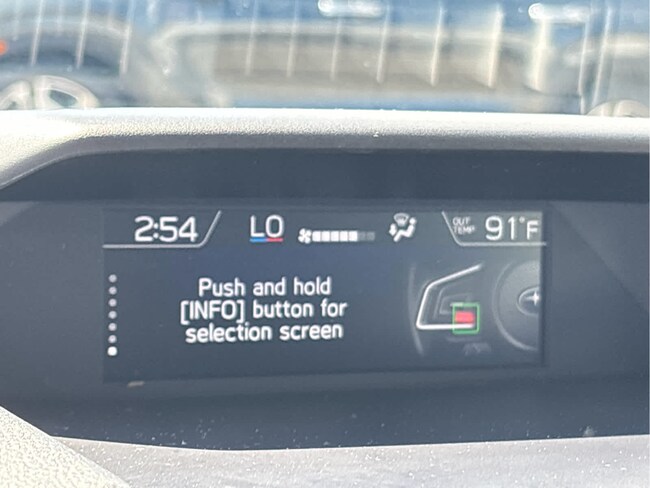 2:54 LO OUT TEMP 91°F
Push and hold
[INFO] button for
selection screen